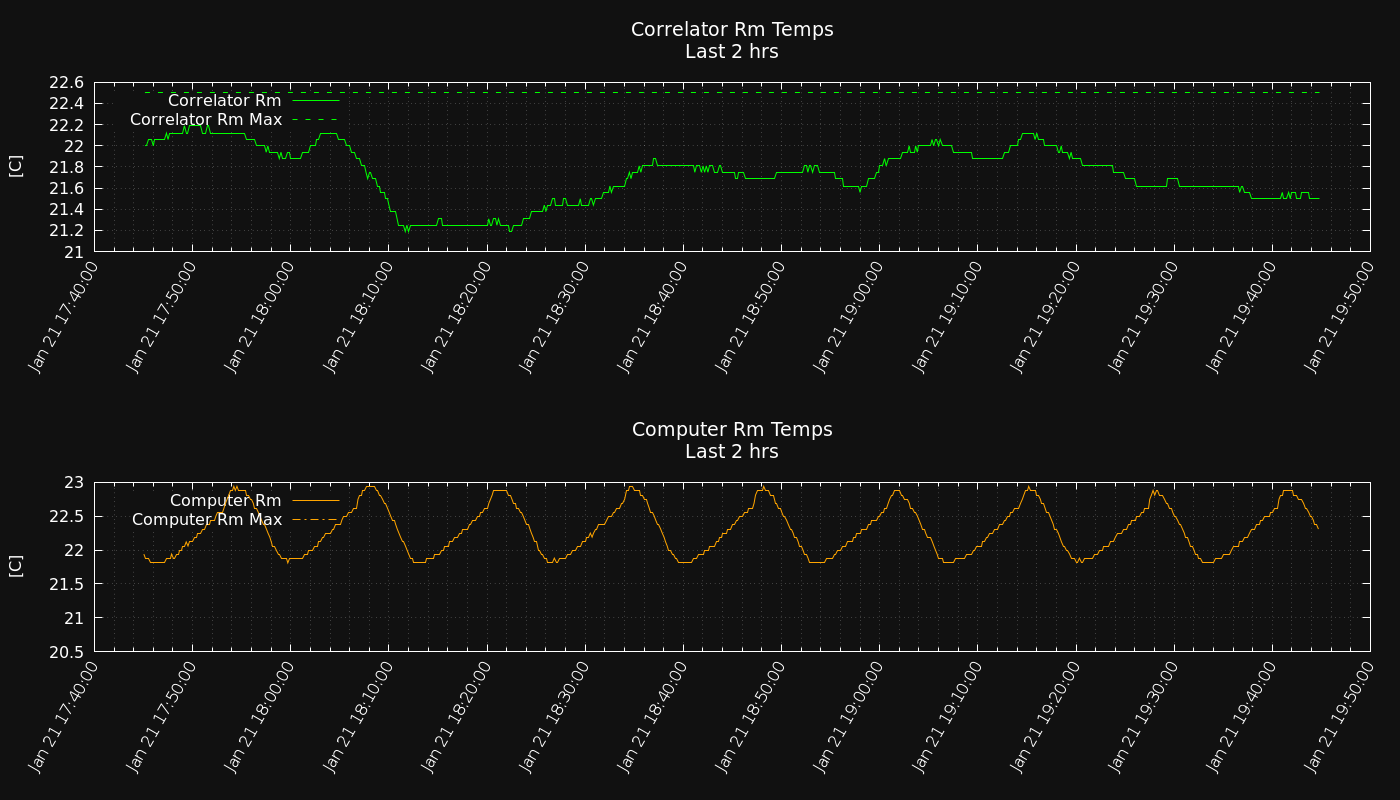 Correlator Rm Temps
Last 2 hrs
22.6
22.4
22.2
22
21.8
21.6
21.4
21.2
21
[C]
Correlator Rm
Correlator Rm Max
Jan 21 17:40:00
Jan 21 17:50:00
Jan 21 18:00:00
Jan 21 18:10:00
Jan 21 18:20:00
Jan 21 18:30:00
Jan 21 18:40:00
Jan 21 18:50:00
Jan 21 19:00:00
Jan 21 19:10:00
Jan 21 19:20:00
Jan 21 19:30:00
Jan 21 19:40:00
Jan 21 19:50:00
Computer Rm Temps
Last 2 hrs
23
22.5
22
21.5
21
20.5
[C]
Computer Rm
Computer Rm Max
Jan 21 17:40:00
Jan 21 17:50:00
Jan 21 18:00:00
Jan 21 18:10:00
Jan 21 18:20:00
Jan 21 18:30:00
Jan 21 18:40:00
Jan 21 18:50:00
Jan 21 19:00:00
Jan 21 19:10:00
Jan 21 19:20:00
Jan 21 19:30:00
Jan 21 19:40:00
Jan 21 19:50:00